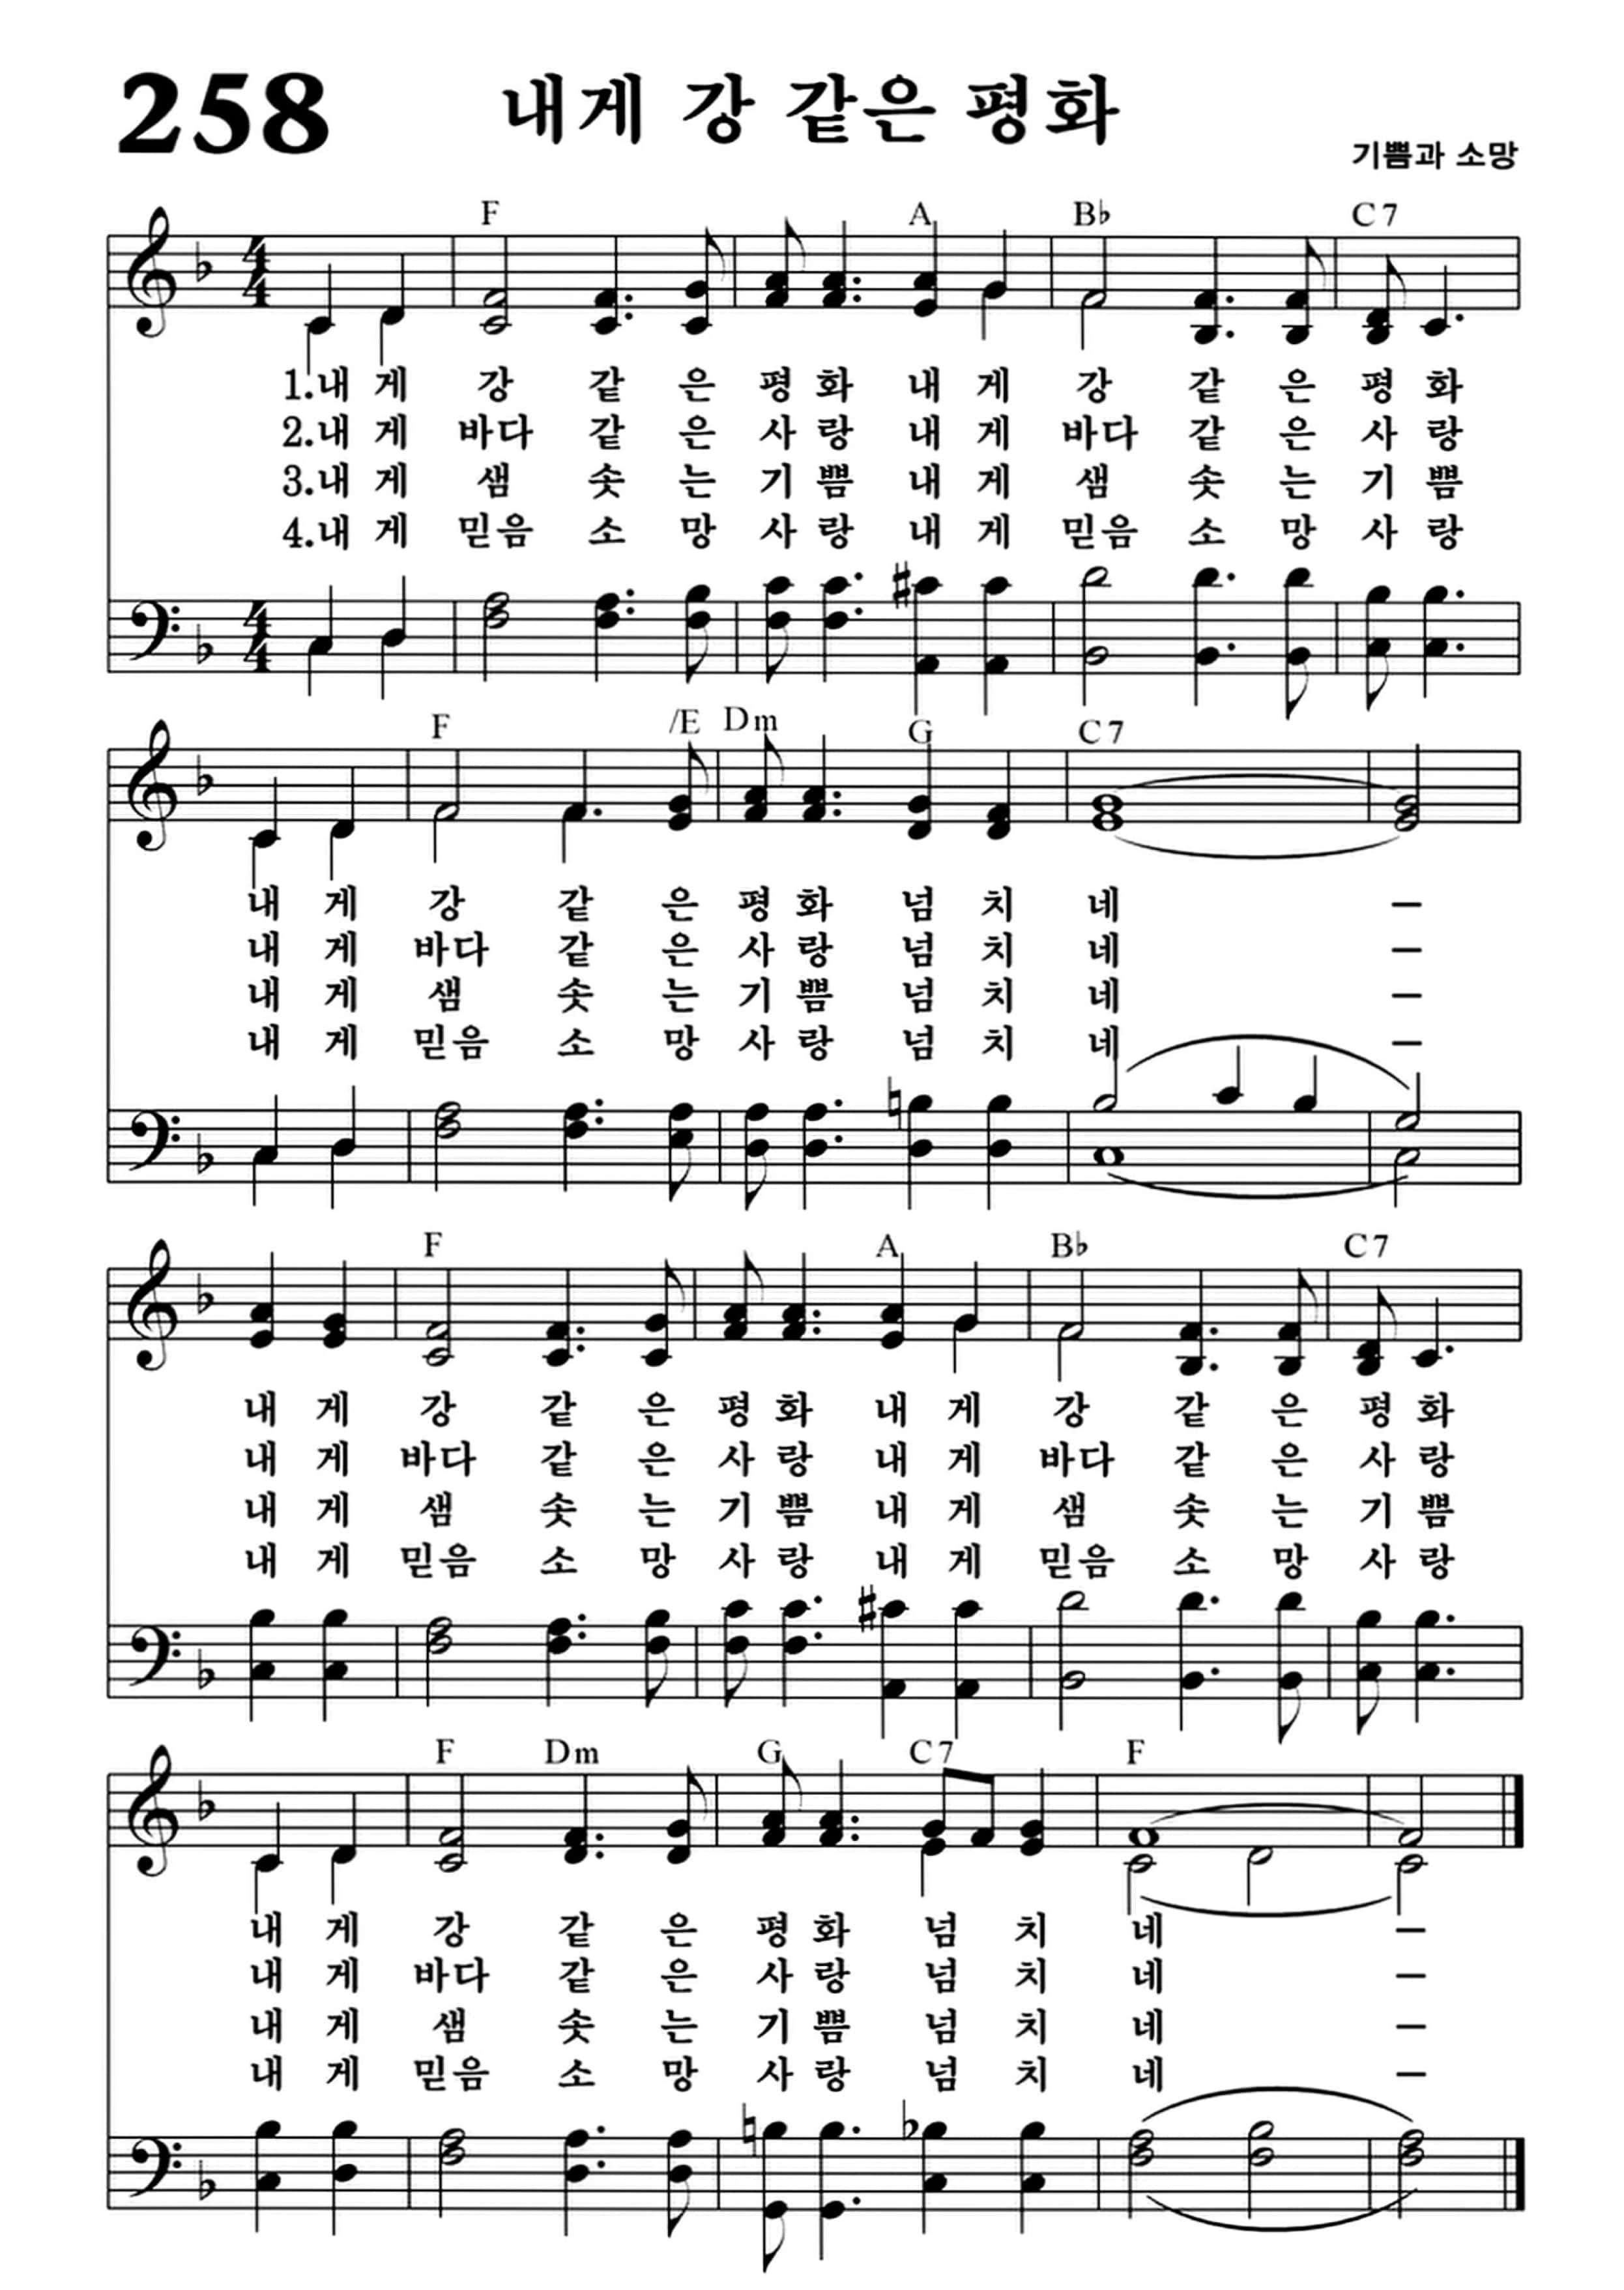 258
내게 강 같은 평화
기쁨과 소망
F A B♭ C7
1.내 게 강 같 은 평 화 내 게 강 같 은 평 화
2.내 게 바다 같 은 사 랑 내 게 바다 같 은 사 랑
3.내 게 샘 솟 는 기 쁨 내 게 샘 솟 는 기 쁨
4.내 게 믿음 소 망 사 랑 내 게 믿음 소 망 사 랑
F /E Dm G C7
내 게 강 같 은 평 화 넘 치 네 –
내 게 바다 같 은 사 랑 넘 치 네 –
내 게 샘 솟 는 기 쁨 넘 치 네 –
내 게 믿음 소 망 사 랑 넘 치 네 –
F A B♭ C7
내 게 강 같 은 평 화 내 게 강 같 은 평 화
내 게 바다 같 은 사 랑 내 게 바다 같 은 사 랑
내 게 샘 솟 는 기 쁨 내 게 샘 솟 는 기 쁨
내 게 믿음 소 망 사 랑 내 게 믿음 소 망 사 랑
F Dm G C7 F
내 게 강 같 은 평 화 넘 치 네 –
내 게 바다 같 은 사 랑 넘 치 네 –
내 게 샘 솟 는 기 쁨 넘 치 네 –
내 게 믿음 소 망 사 랑 넘 치 네 –